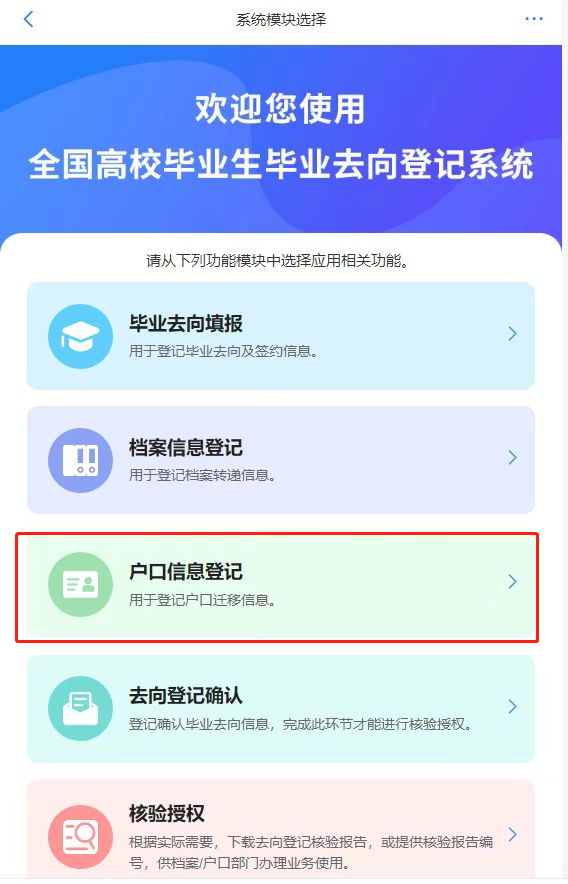 系统模块选择
欢迎您使用
全国高校毕业生毕业去向登记系统
请从下列功能模块中选择应用相关功能。
毕业去向填报
用于登记毕业去向及签约信息。
档案信息登记
用于登记档案转递信息。
户口信息登记
用于登记户口迁移信息。
去向登记确认
登记确认毕业去向信息，完成此环节才能进行核验授权。
核验授权
根据实际需要，下载去向登记核验报告，或提供核验报告编
号，供档案/户口部门办理业务使用。